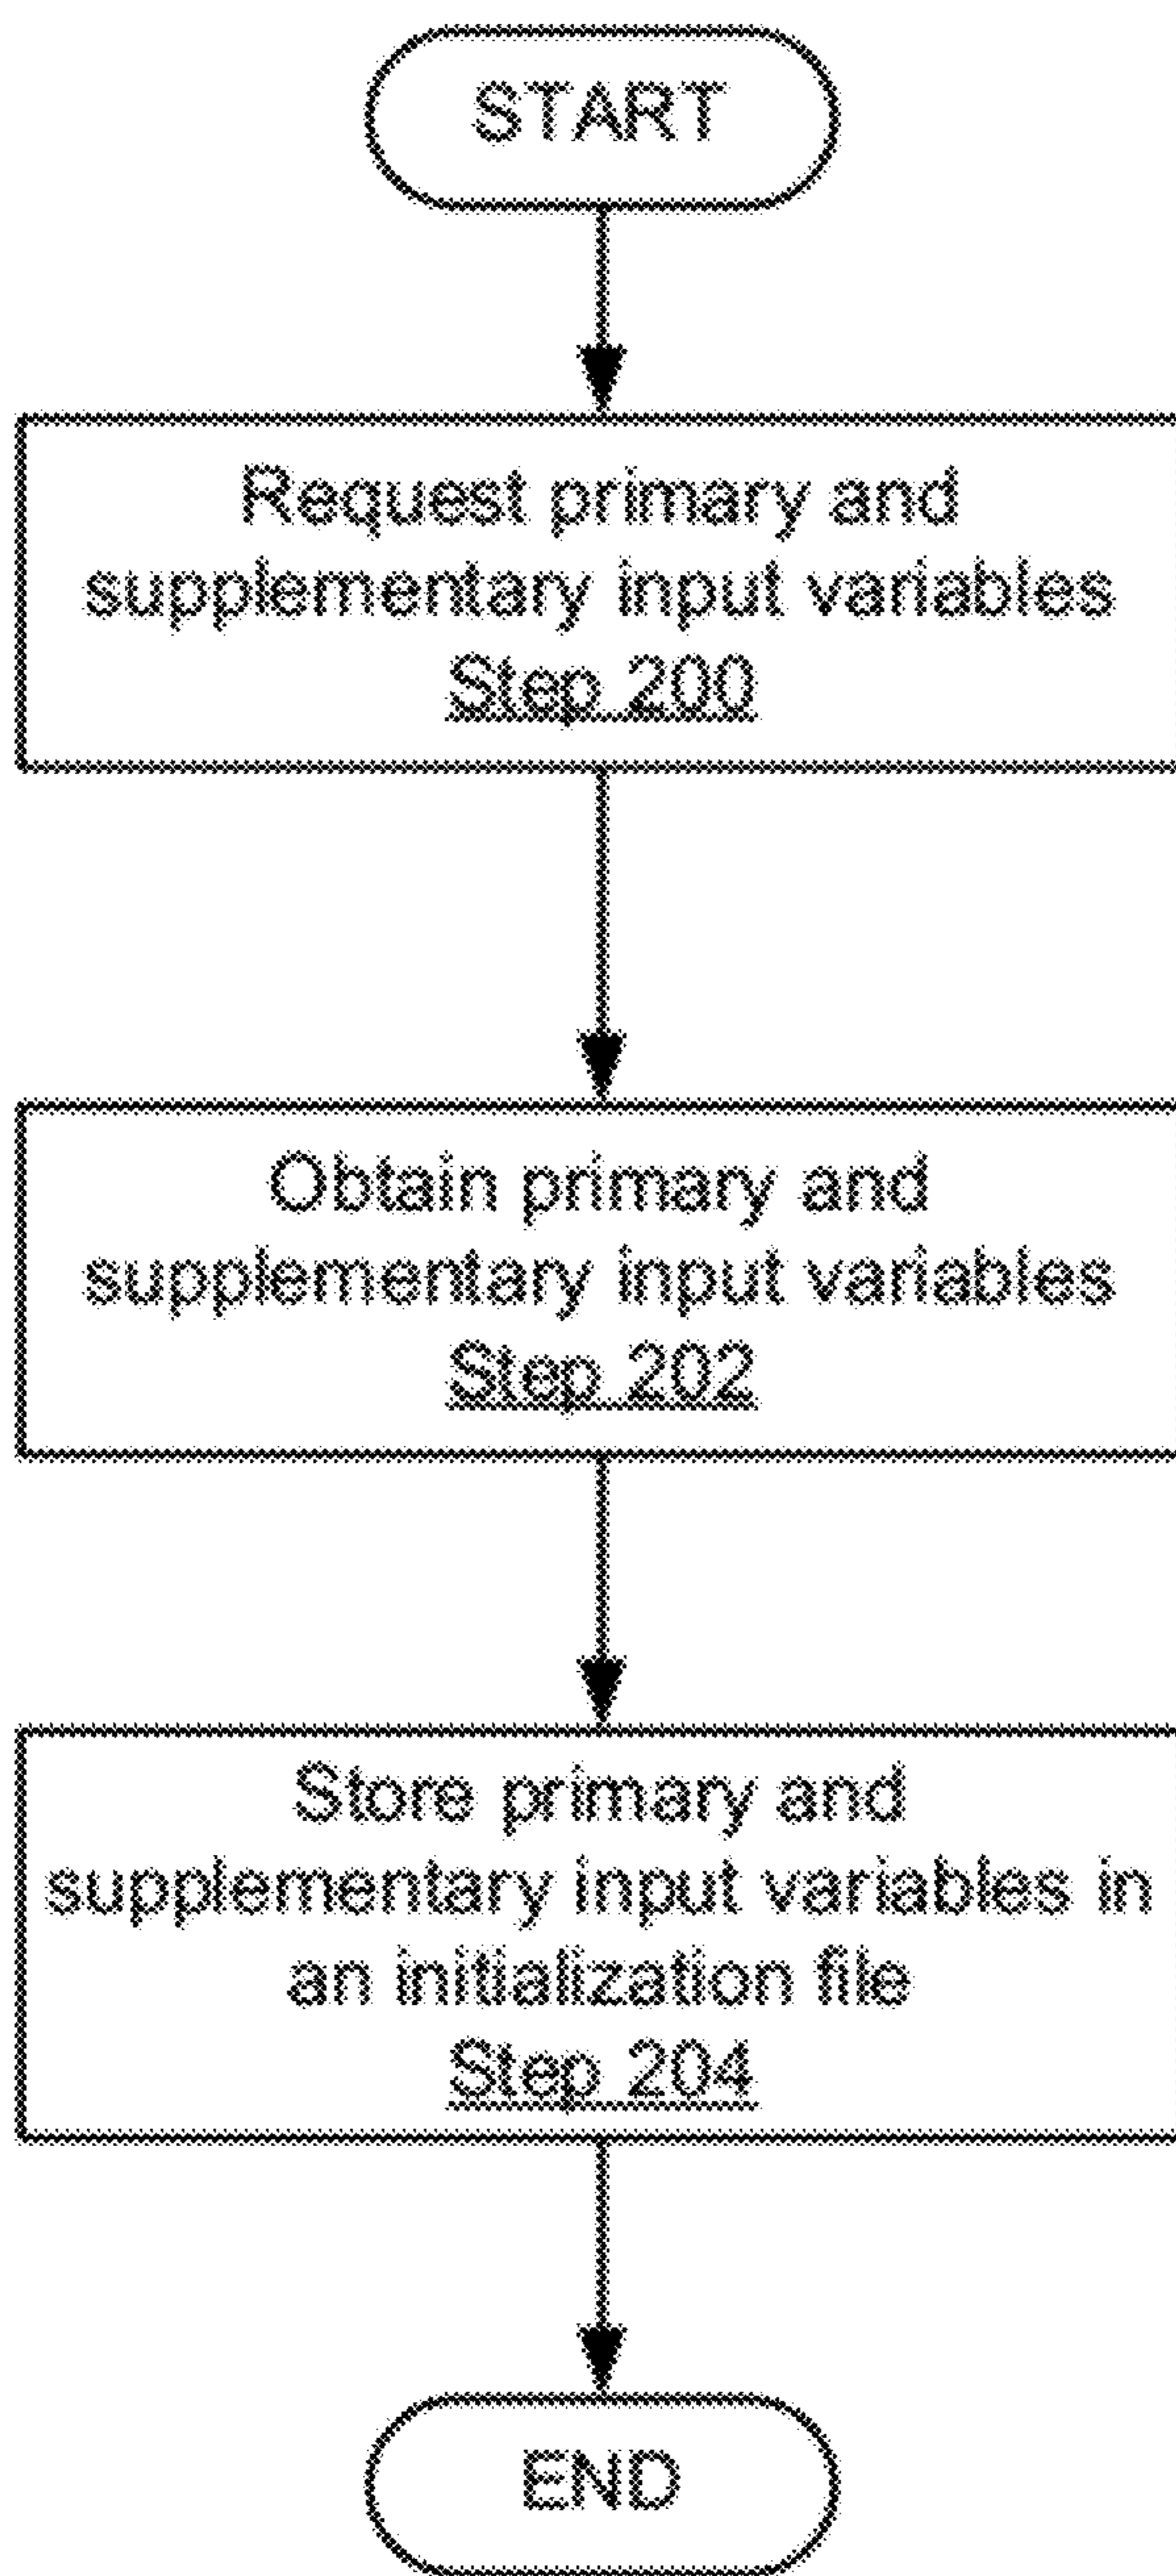 START
Request primary and
supplementary input variables
Step 200
Obtain primary and
supplementary input variables
Step 202
Store primary and
supplementary input variables in
an initialization file
Step 204
END